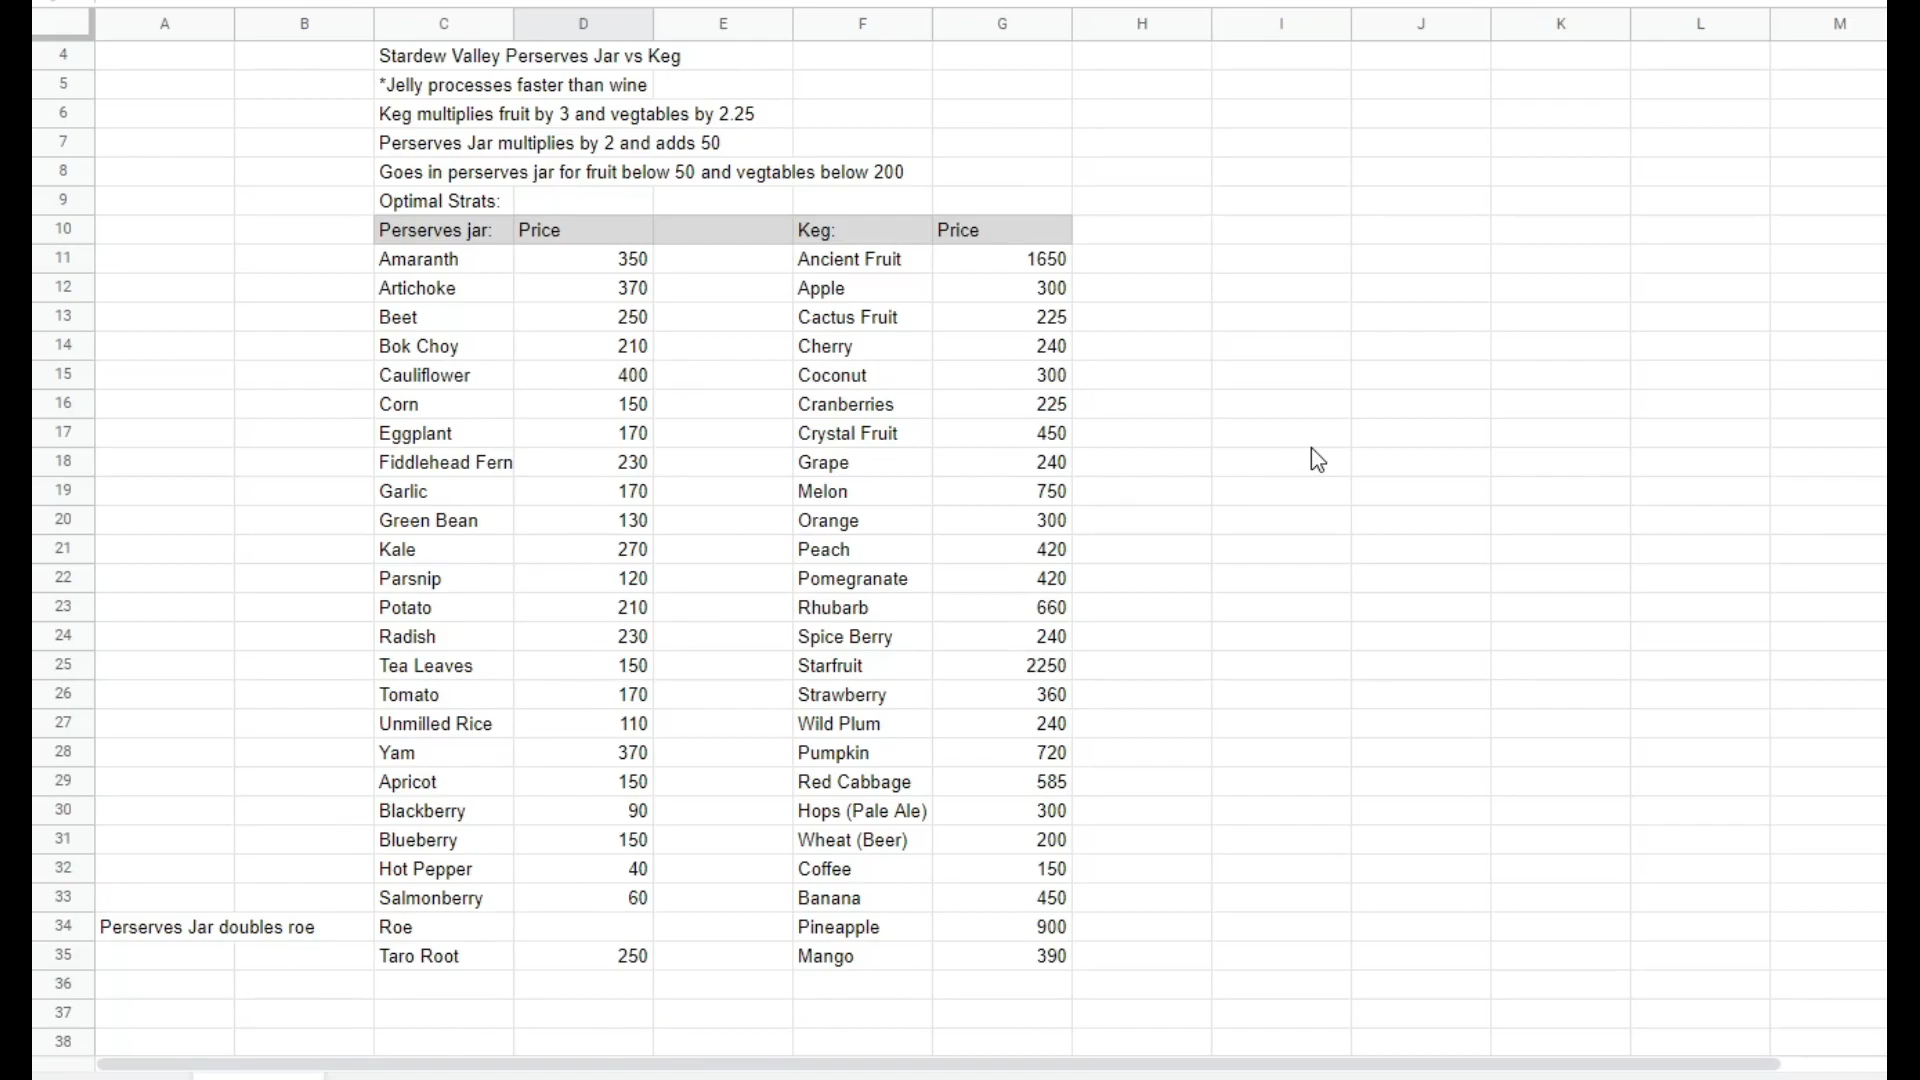 A B C D E F G H I J K L M
4 Stardew Valley Perserves Jar vs Keg
5 *Jelly processes faster than wine
6 Keg multiplies fruit by 3 and vegtables by 2.25
7 Perserves Jar multiplies by 2 and adds 50
8 Goes in perserves jar for fruit below 50 and vegtables below 200
9 Optimal Strats:
10 Perserves jar: Price Keg: Price
11 Amaranth 350 Ancient Fruit 1650
12 Artichoke 370 Apple 300
13 Beet 250 Cactus Fruit 225
14 Bok Choy 210 Cherry 240
15 Cauliflower 400 Coconut 300
16 Corn 150 Cranberries 225
17 Eggplant 170 Crystal Fruit 450
18 Fiddlehead Fern 230 Grape 240
19 Garlic 170 Melon 750
20 Green Bean 130 Orange 300
21 Kale 270 Peach 420
22 Parsnip 120 Pomegranate 420
23 Potato 210 Rhubarb 660
24 Radish 230 Spice Berry 240
25 Tea Leaves 150 Starfruit 2250
26 Tomato 170 Strawberry 360
27 Unmilled Rice 110 Wild Plum 240
28 Yam 370 Pumpkin 720
29 Apricot 150 Red Cabbage 585
30 Blackberry 90 Hops (Pale Ale) 300
31 Blueberry 150 Wheat (Beer) 200
32 Hot Pepper 40 Coffee 150
33 Salmonberry 60 Banana 450
34 Perserves Jar doubles roe Roe Pineapple 900
35 Taro Root 250 Mango 390
36
37
38